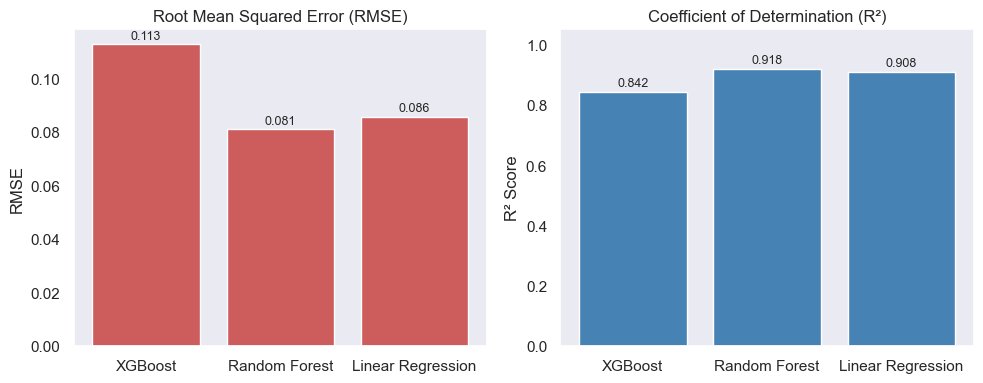 Root Mean Squared Error (RMSE)
0.113
0.081
0.086
0.10
0.08
0.06
0.04
0.02
0.00
RMSE
XGBoost
Random Forest
Linear Regression
Coefficient of Determination (R²)
0.842
0.918
0.908
1.0
0.8
0.6
0.4
0.2
0.0
R² Score
XGBoost
Random Forest
Linear Regression